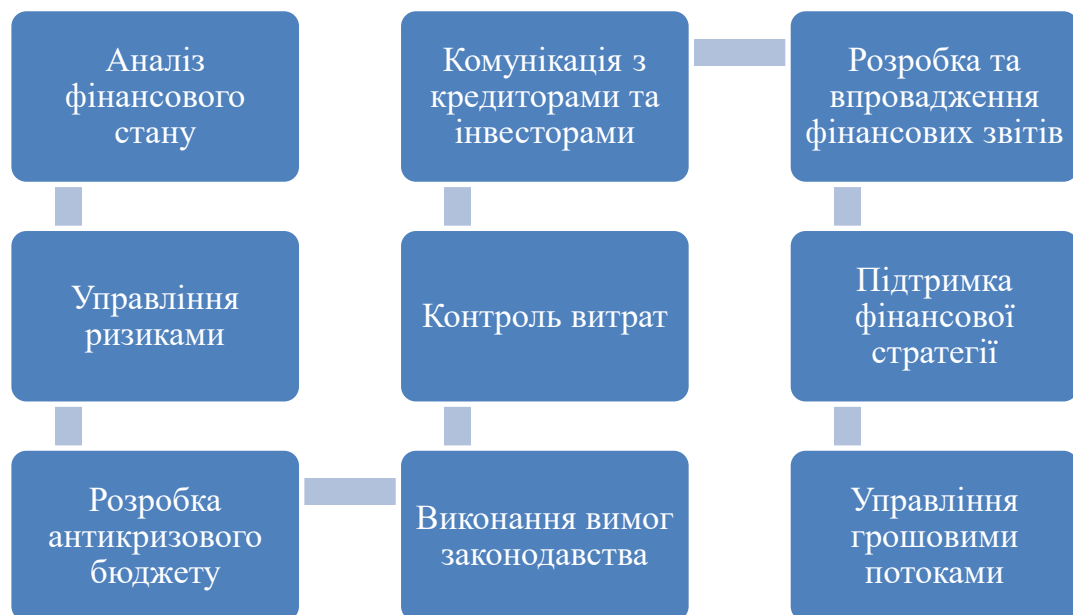 Аналіз
фінансового
стану
Управління
ризиками
Розробка
антикризового
бюджету
Виконання вимог
законодавства
Контроль витрат
Комунікація з
кредиторами та
інвесторами
Розробка та
впровадження
фінансових звітів
Підтримка
фінансової
стратегії
Управління
грошовими
потоками